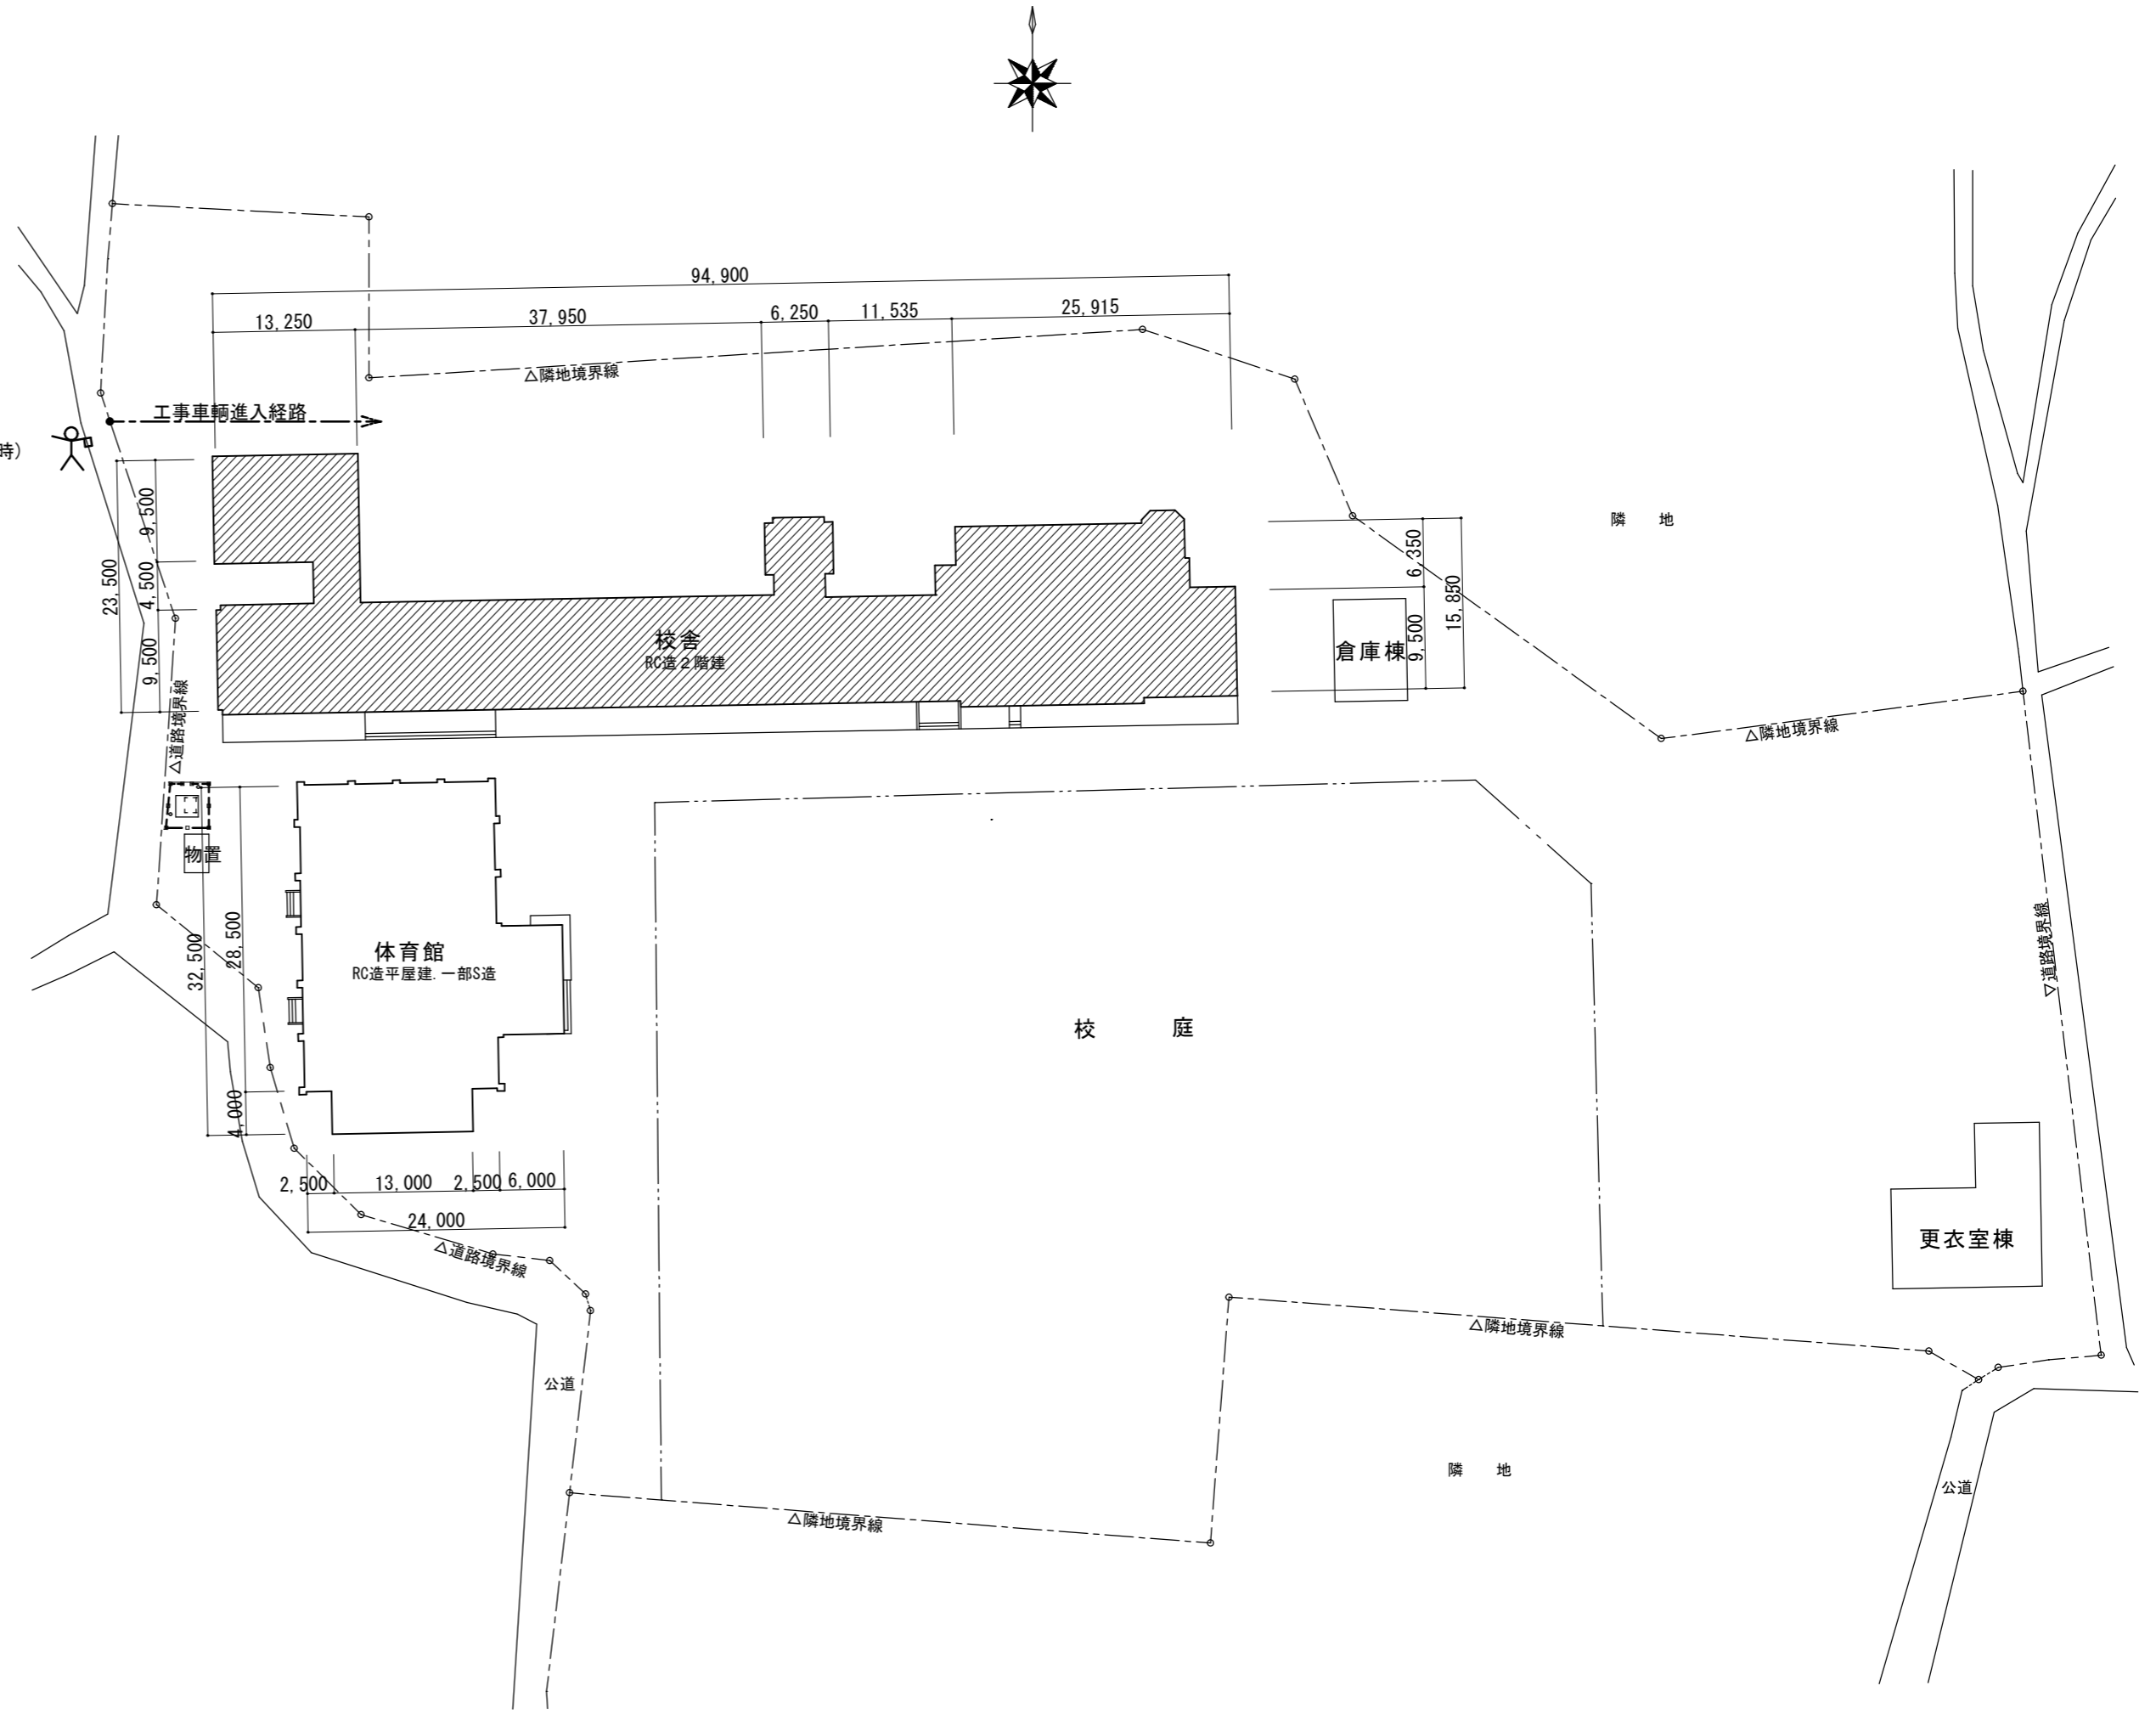 94,900
13,250
37,950
6,250
11,535
25,915
△隣地境界線
工事車輌進入経路
時）
9,500
4,500
9,500
23,500
隣　地
6,350
9,500
15,850
校舎
RC造２階建
倉庫棟
△道路境界線
△隣地境界線
物置
28,500
32,500
4,000
体育館
RC造平屋建.一部S造
校　庭
△道路境界線
2,500
13,000
2,500
6,000
24,000
△道路境界線
更衣室棟
△隣地境界線
公道
隣　地
公道
△隣地境界線